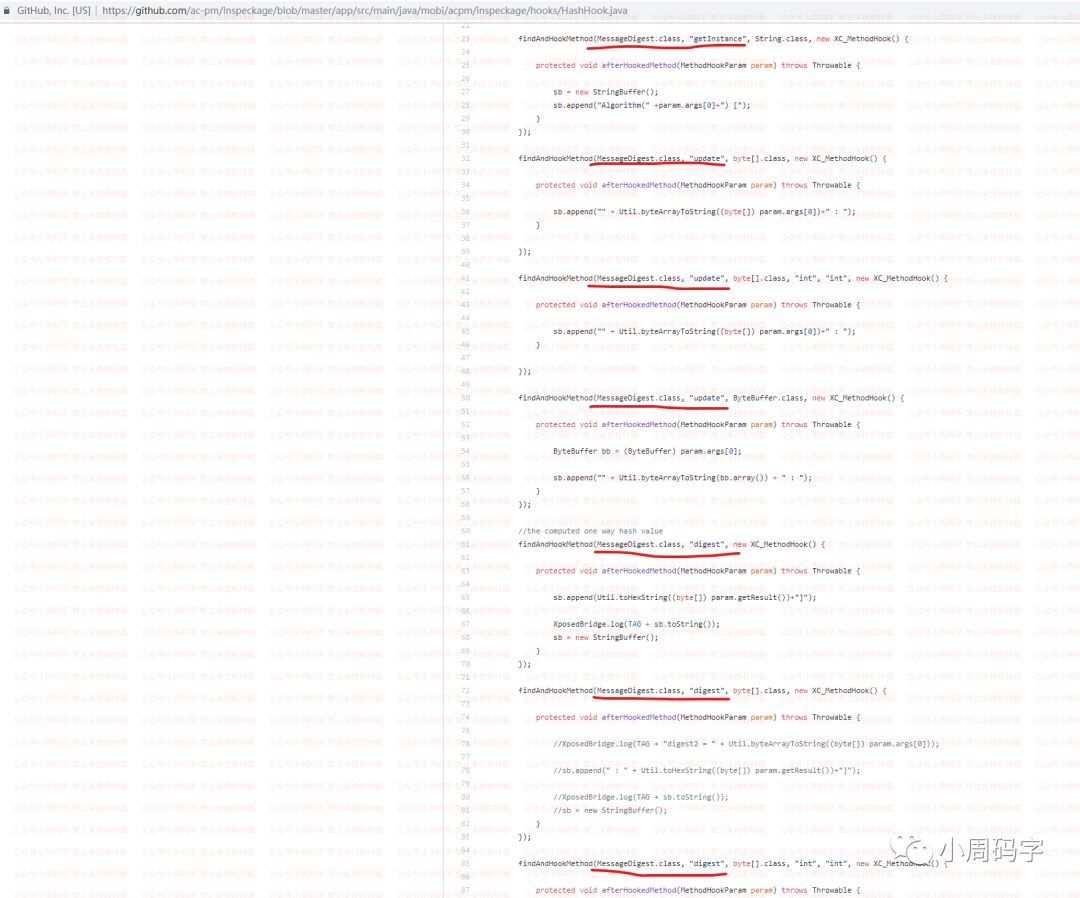 GitHub, Inc. [US] | https://github.com/ac-pm/Inspeckage/blob/master/app/src/main/java/mobi/acpm/inspeckage/hooks/HashHook.java
22
23 findAndHookMethod(MessageDigest.class, "getInstance", String.class, new XC_MethodHook() {
24
25 protected void afterHookedMethod(MethodHookParam param) throws Throwable {
26
27 sb = new StringBuffer();
28 sb.append("Algorithm(" +param.args[0]+") [");
29 }
30 });
31
32 findAndHookMethod(MessageDigest.class, "update", byte[].class, new XC_MethodHook() {
33
34 protected void afterHookedMethod(MethodHookParam param) throws Throwable {
35
36 sb.append("" + Util.byteArrayToString((byte[]) param.args[0])+" : ");
37 }
38
39 });
40
41 findAndHookMethod(MessageDigest.class, "update", byte[].class, "int", "int", new XC_MethodHook() {
42
43 protected void afterHookedMethod(MethodHookParam param) throws Throwable {
44
45 sb.append("" + Util.byteArrayToString((byte[]) param.args[0])+" : ");
46 }
47
48 });
49
50 findAndHookMethod(MessageDigest.class, "update", ByteBuffer.class, new XC_MethodHook() {
51
52 protected void afterHookedMethod(MethodHookParam param) throws Throwable {
53
54 ByteBuffer bb = (ByteBuffer) param.args[0];
55
56 sb.append("" + Util.byteArrayToString(bb.array()) + " : ");
57 }
58 });
59
60 //the computed one way hash value
61 findAndHookMethod(MessageDigest.class, "digest", new XC_MethodHook() {
62
63 protected void afterHookedMethod(MethodHookParam param) throws Throwable {
64
65 sb.append(Util.toHexString((byte[]) param.getResult())+"]");
66
67 XposedBridge.log(TAG + sb.toString());
68 sb = new StringBuffer();
69 }
70 });
71
72 findAndHookMethod(MessageDigest.class, "digest", byte[].class, new XC_MethodHook() {
73
74 protected void afterHookedMethod(MethodHookParam param) throws Throwable {
75
76 //XposedBridge.log(TAG + "digest2 = " + Util.byteArrayToString((byte[]) param.args[0]));
77
78 //sb.append(" : " + Util.toHexString((byte[]) param.getResult())+"]");
79
80 //XposedBridge.log(TAG + sb.toString());
81 //sb = new StringBuffer();
82 }
83 });
84
85 findAndHookMethod(MessageDigest.class, "digest", byte[].class, "int", "int", new XC_MethodHook() {
86
87 protected void afterHookedMethod(MethodHookParam param) throws Throwable {
小周码字